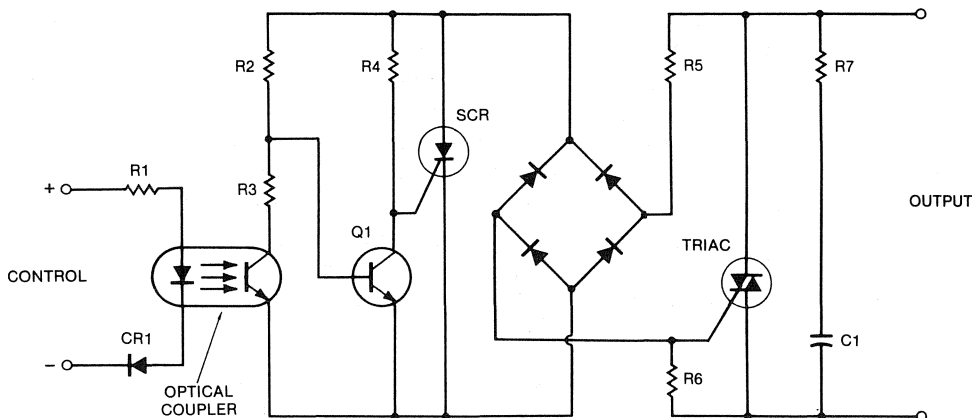 R2
R4
R5
R7
SCR
R1
R3
+
OUTPUT
Q1
TRIAC
CONTROL
CR1
C1
−
R6
OPTICAL
COUPLER